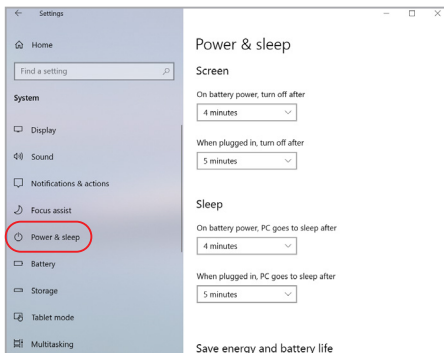 Settings
Home
Find a setting
System
Display
Sound
Notifications & actions
Focus assist
Power & sleep
Battery
Storage
Tablet mode
Multitasking
Power & sleep
Screen
On battery power, turn off after
4 minutes
When plugged in, turn off after
5 minutes
Sleep
On battery power, PC goes to sleep after
4 minutes
When plugged in, PC goes to sleep after
5 minutes
Save energy and battery life